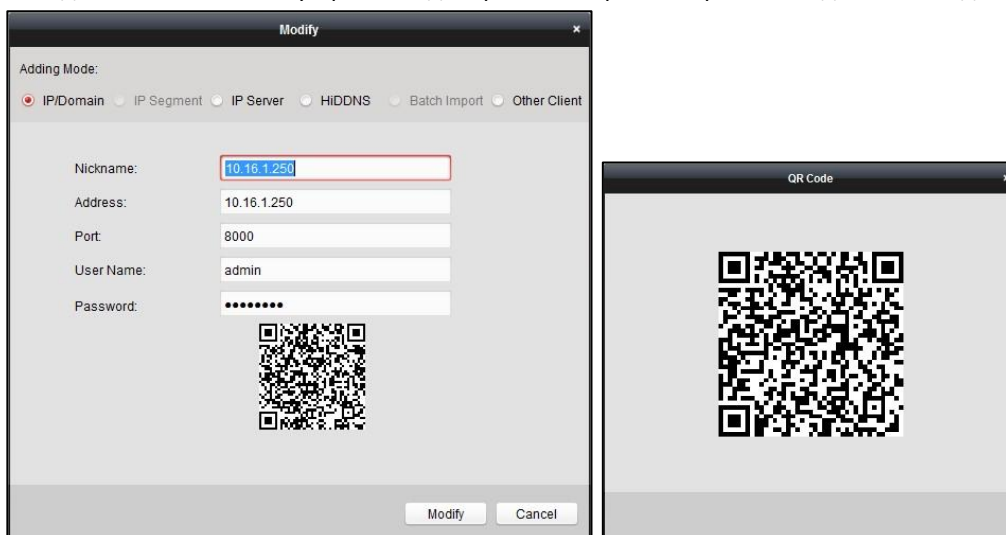 Modify
Adding Mode:
IP/Domain IP Segment IP Server HiDDNS Batch Import Other Client
Nickname: 10.16.1.250
Address: 10.16.1.250
Port: 8000
User Name: admin
Password: ••••••••
Modify Cancel
QR Code